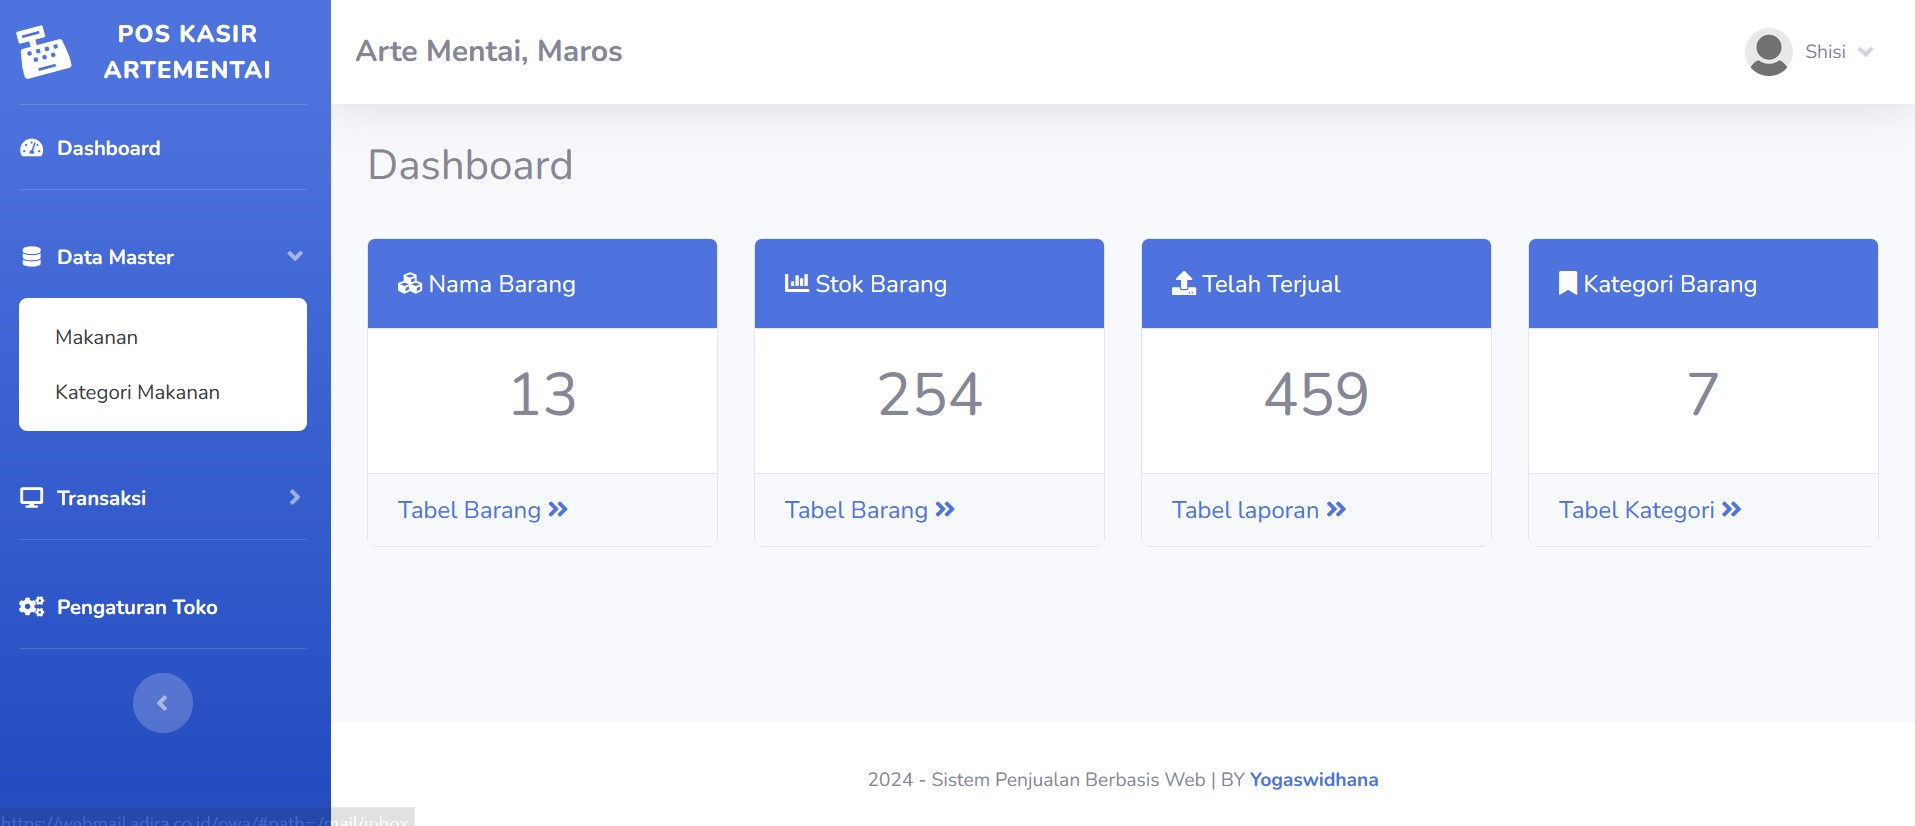 POS KASIR
ARTEMENTAI
Arte Mentai, Maros
Shisi
Dashboard
Data Master
Makanan
Kategori Makanan
Transaksi
Pengaturan Toko
Dashboard
Nama Barang
13
Tabel Barang
Stok Barang
254
Tabel Barang
Telah Terjual
459
Tabel laporan
Kategori Barang
7
Tabel Kategori
2024 - Sistem Penjualan Berbasis Web | BY Yogaswidhana
https://webmail.adira.co.id/owa/#path=/mail/inbox